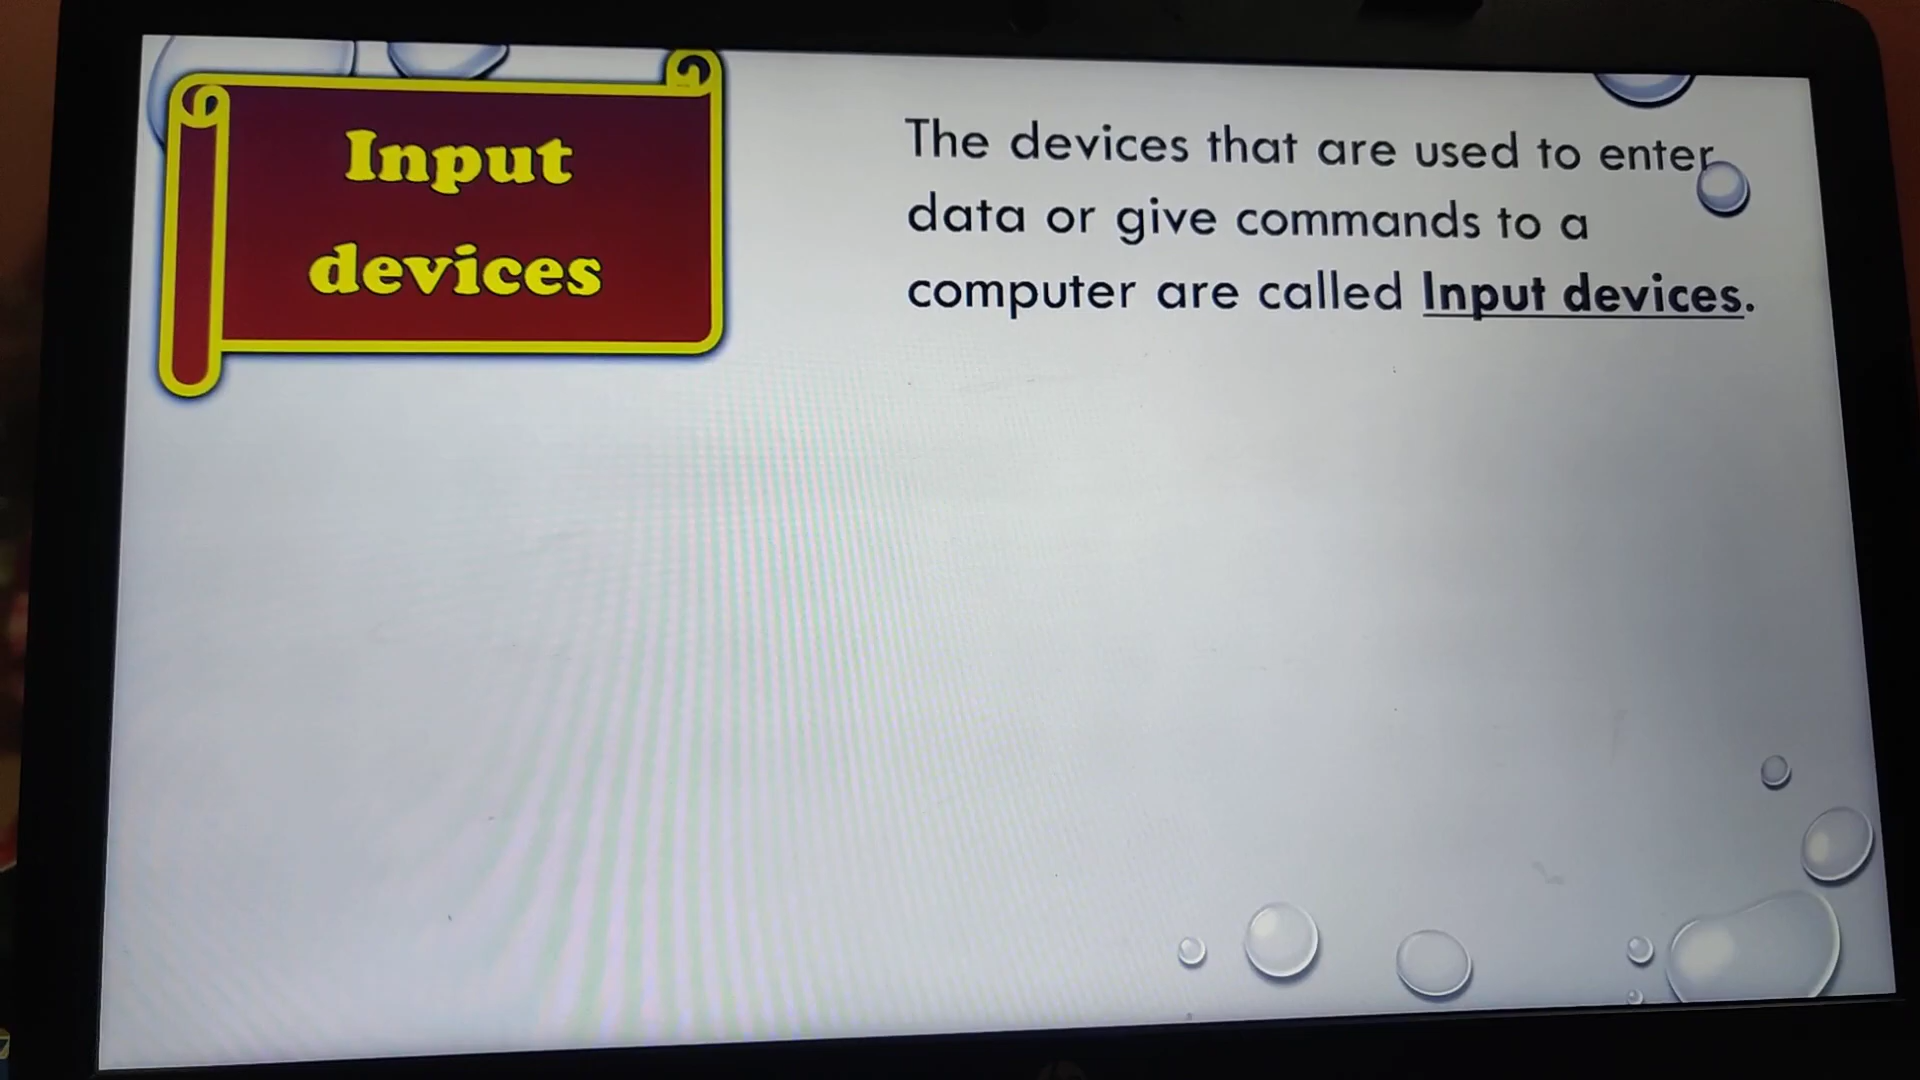 Input
devices
The devices that are used to enter
data or give commands to a
computer are called Input devices.